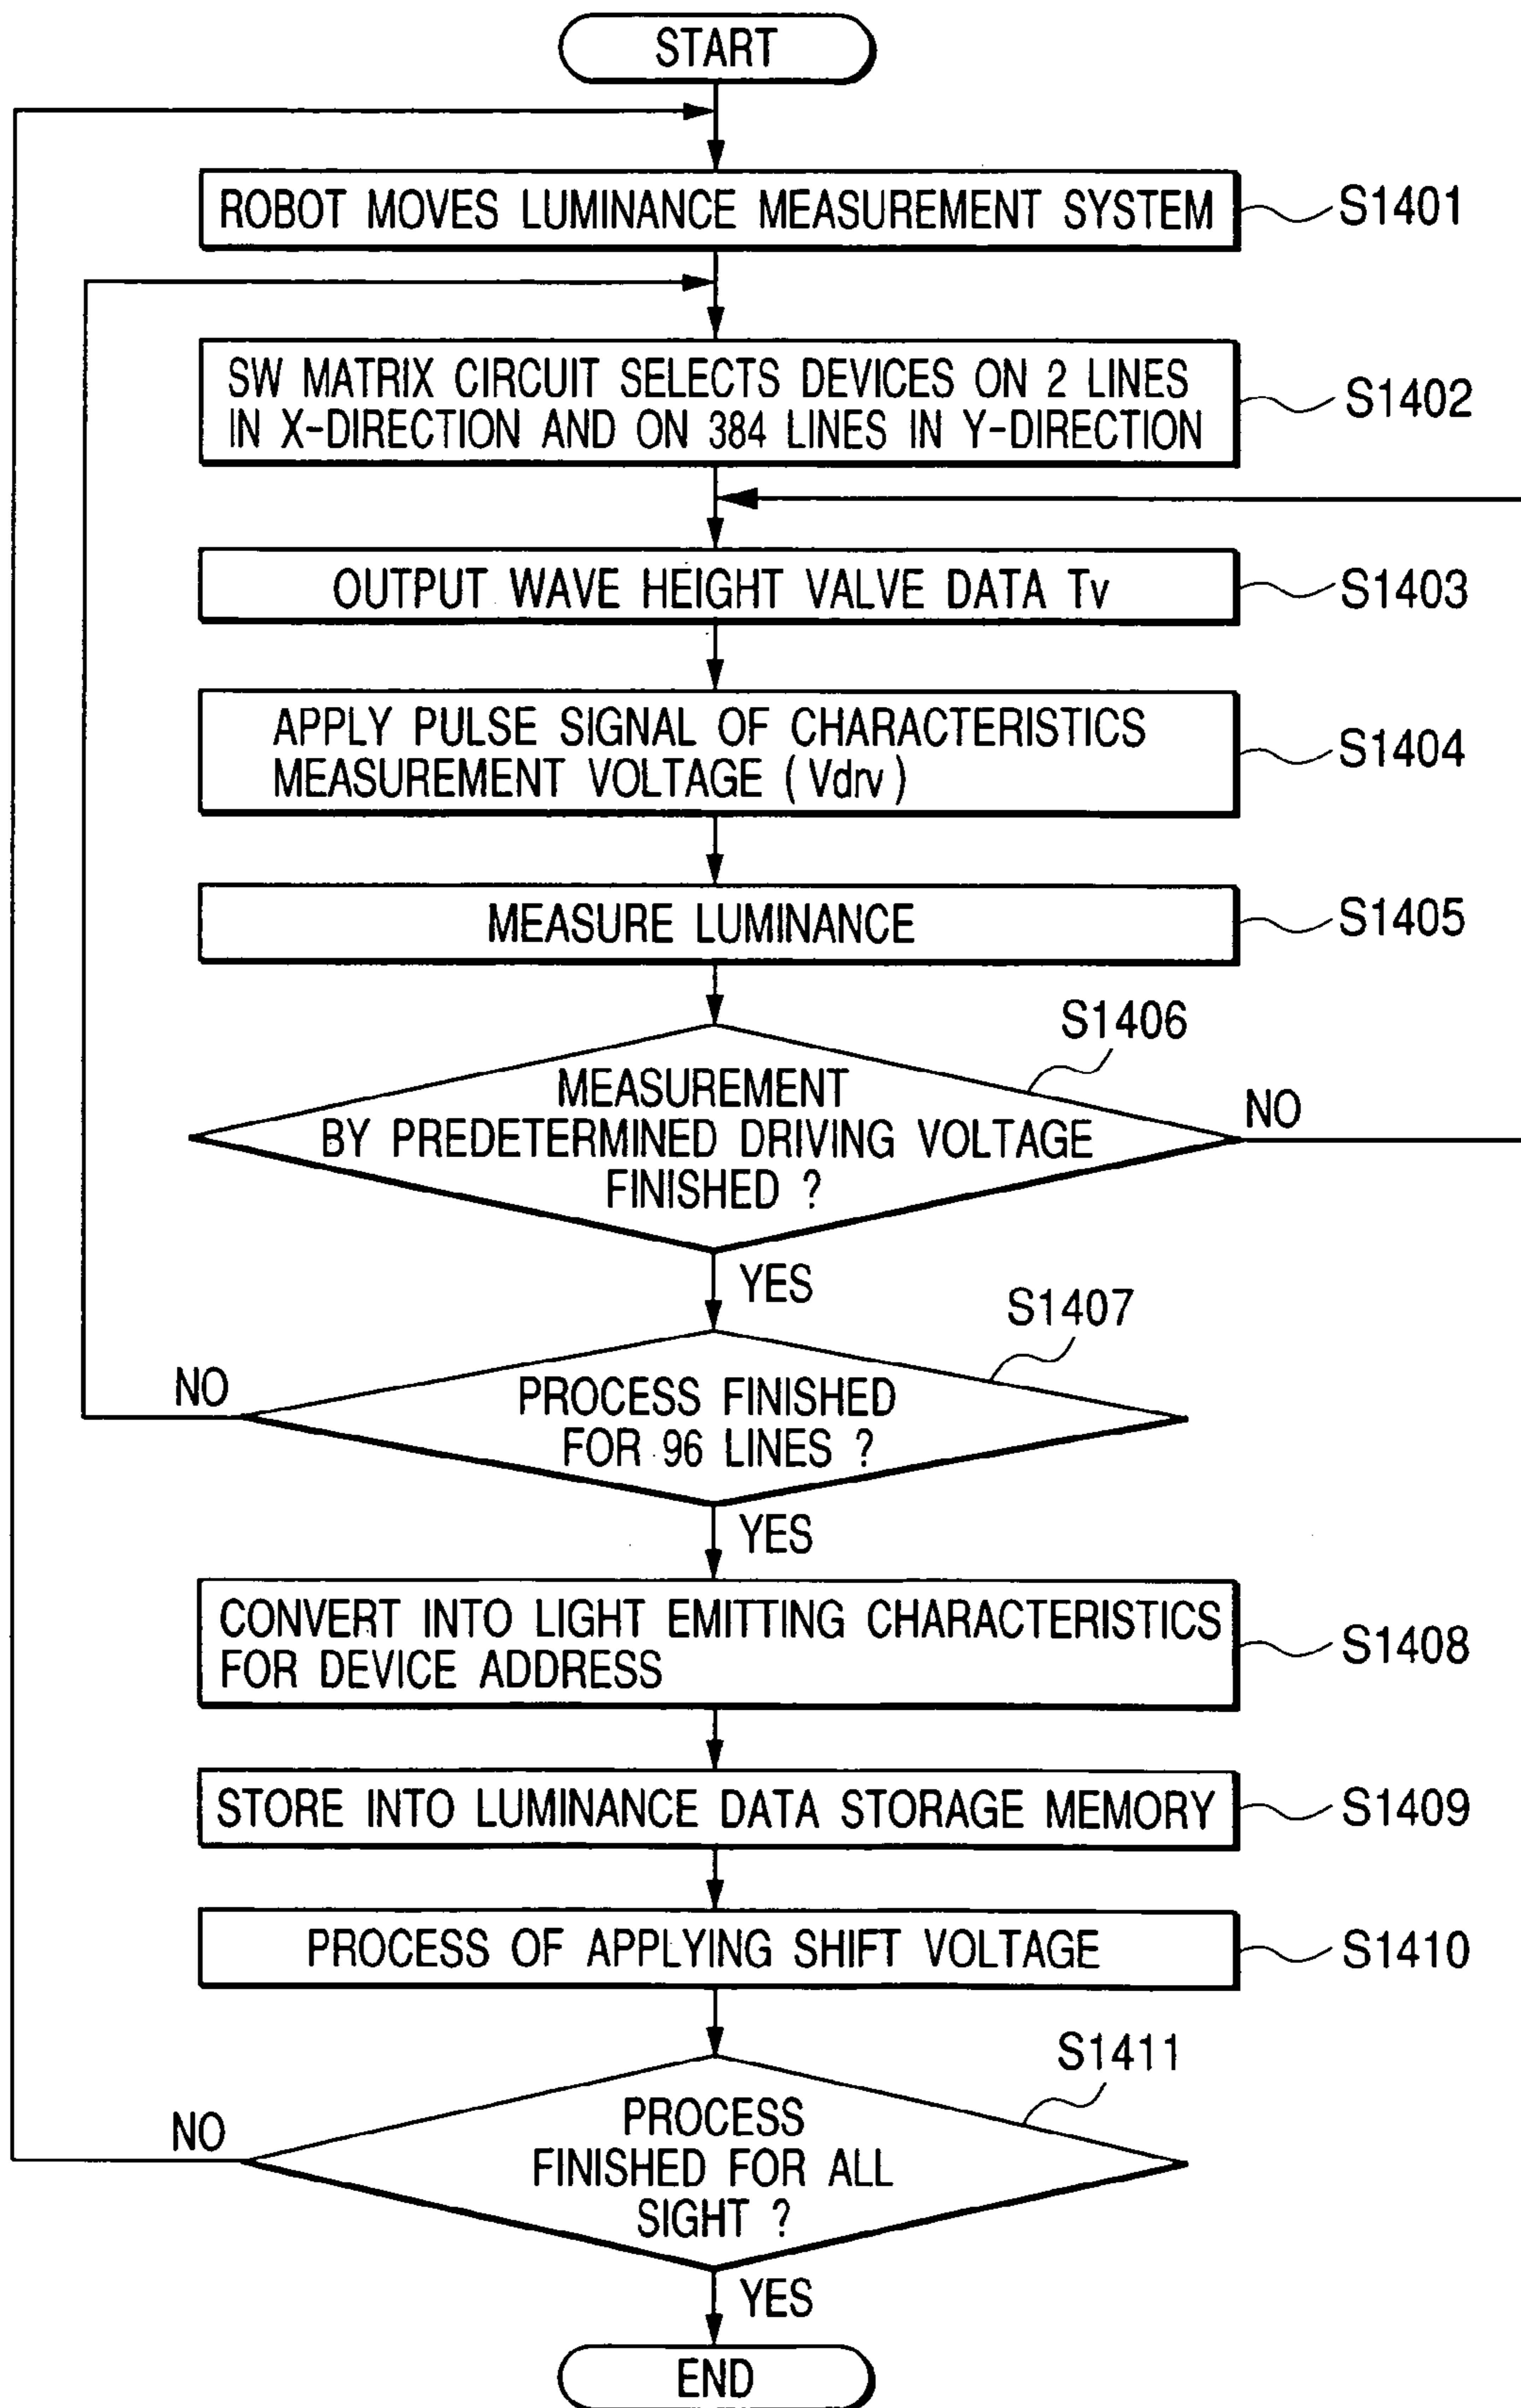 START
ROBOT MOVES LUMINANCE MEASUREMENT SYSTEM
S1401
SW MATRIX CIRCUIT SELECTS DEVICES ON 2 LINES
IN X-DIRECTION AND ON 384 LINES IN Y-DIRECTION
S1402
OUTPUT WAVE HEIGHT VALVE DATA Tv
S1403
APPLY PULSE SIGNAL OF CHARACTERISTICS
MEASUREMENT VOLTAGE (Vdrv)
S1404
MEASURE LUMINANCE
S1405
S1406
MEASUREMENT
BY PREDETERMINED DRIVING VOLTAGE
FINISHED ?
NO
YES
S1407
PROCESS FINISHED
FOR 96 LINES ?
NO
YES
CONVERT INTO LIGHT EMITTING CHARACTERISTICS
FOR DEVICE ADDRESS
S1408
STORE INTO LUMINANCE DATA STORAGE MEMORY
S1409
PROCESS OF APPLYING SHIFT VOLTAGE
S1410
S1411
PROCESS
FINISHED FOR ALL
SIGHT ?
NO
YES
END